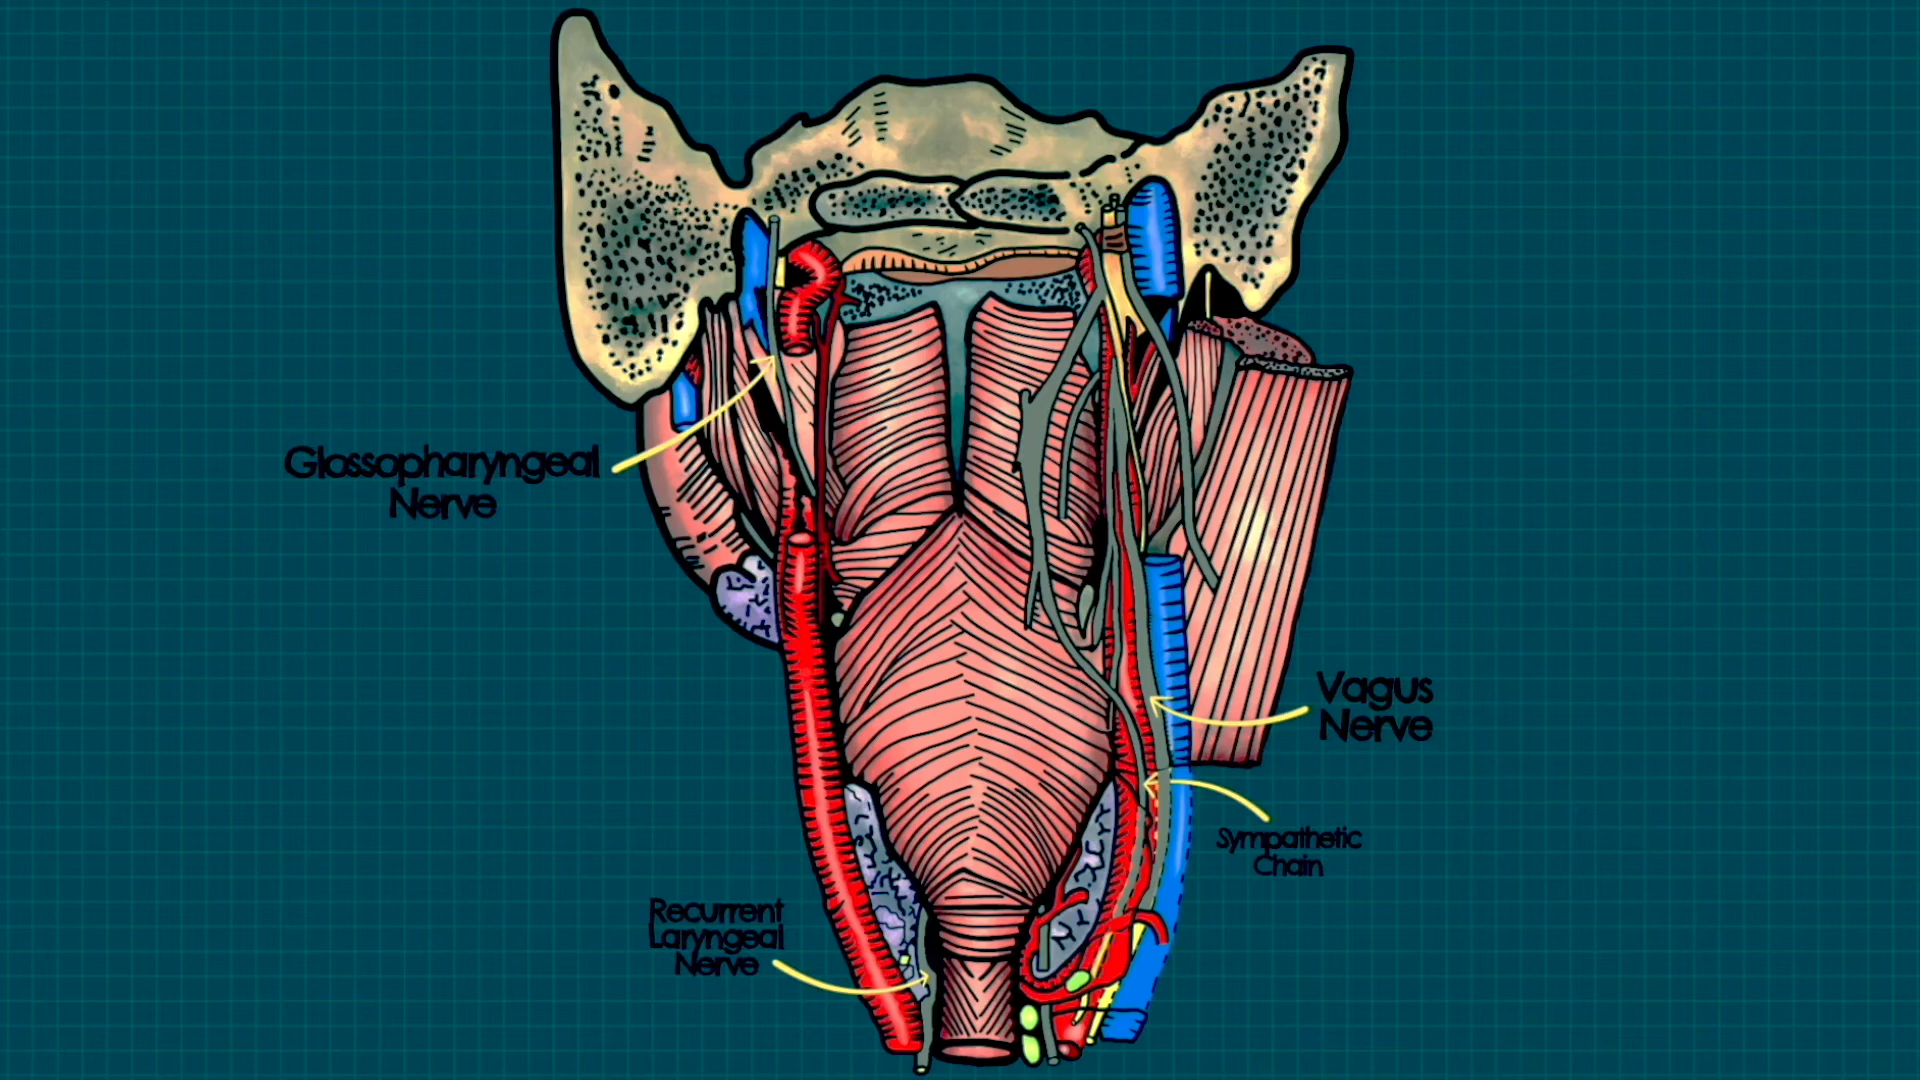 Glossopharyngeal
Nerve
Vagus
Nerve
Sympathetic
Chain
Recurrent
Laryngeal
Nerve